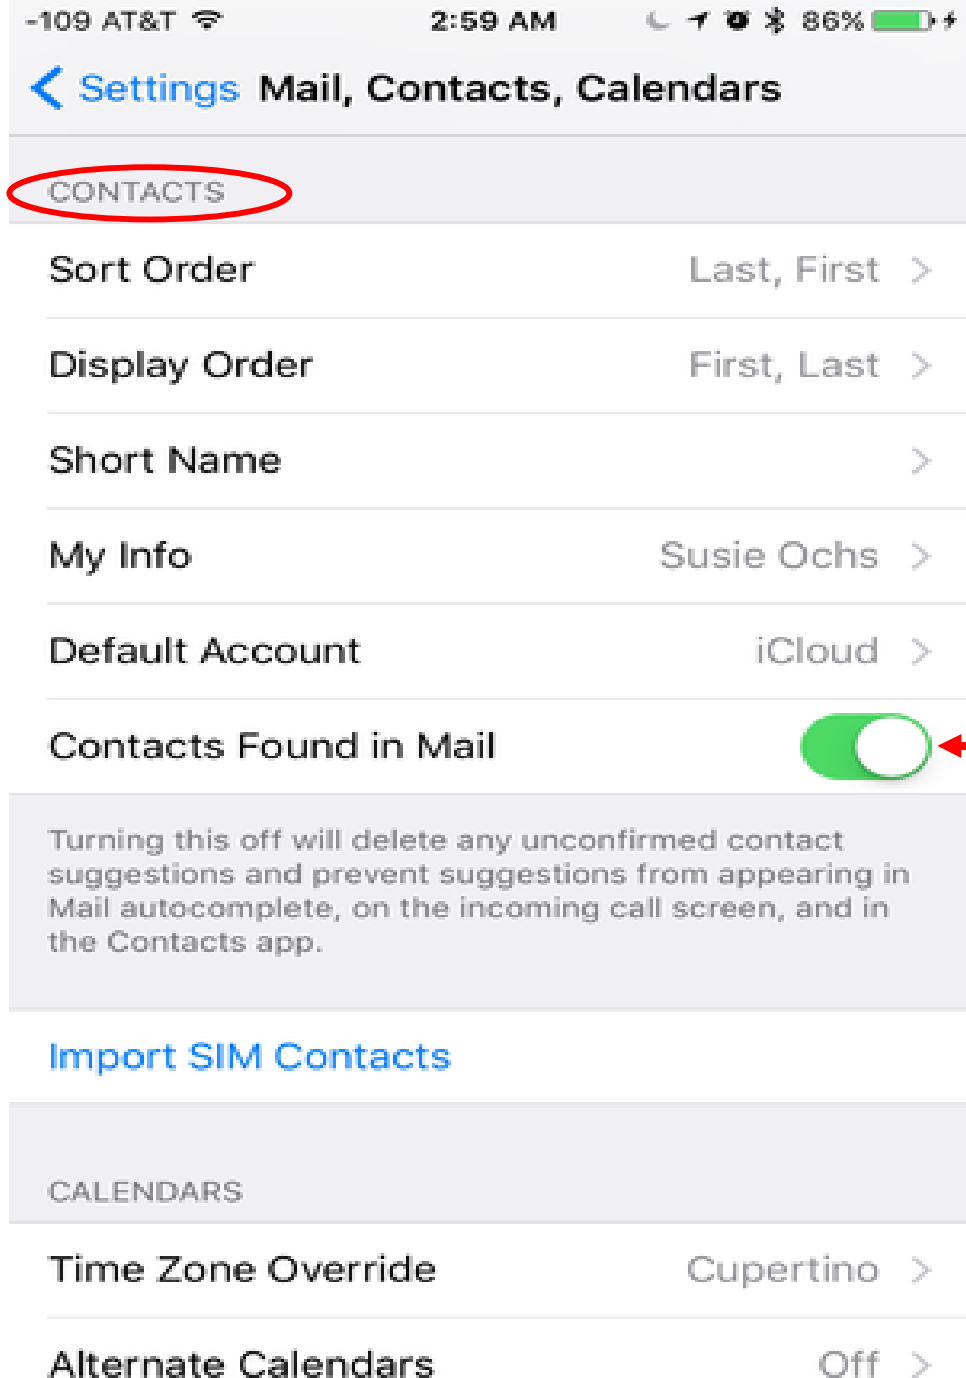 -109 AT&T 2:59 AM 86%
Settings Mail, Contacts, Calendars
CONTACTS
Sort Order Last, First
Display Order First, Last
Short Name
My Info Susie Ochs
Default Account iCloud
Contacts Found in Mail
Turning this off will delete any unconfirmed contact
suggestions and prevent suggestions from appearing in
Mail autocomplete, on the incoming call screen, and in
the Contacts app.
Import SIM Contacts
CALENDARS
Time Zone Override Cupertino
Alternate Calendars Off